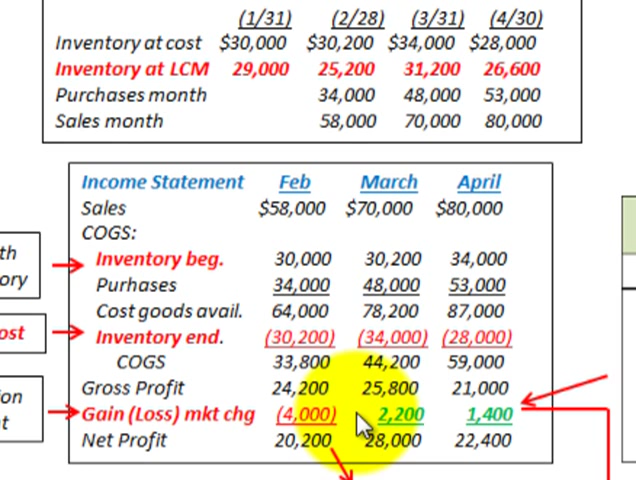 (1/31) (2/28) (3/31) (4/30)
Inventory at cost $30,000 $30,200 $34,000 $28,000
Inventory at LCM 29,000 25,200 31,200 26,600
Purchases month 34,000 48,000 53,000
Sales month 58,000 70,000 80,000
Income Statement Feb March April
Sales $58,000 $70,000 $80,000
COGS:
th
ory
Inventory beg. 30,000 30,200 34,000
Purhases 34,000 48,000 53,000
Cost goods avail. 64,000 78,200 87,000
ost
Inventory end. (30,200) (34,000) (28,000)
COGS 33,800 44,200 59,000
Gross Profit 24,200 25,800 21,000
ion
t
Gain (Loss) mkt chg (4,000) 2,200 1,400
Net Profit 20,200 28,000 22,400